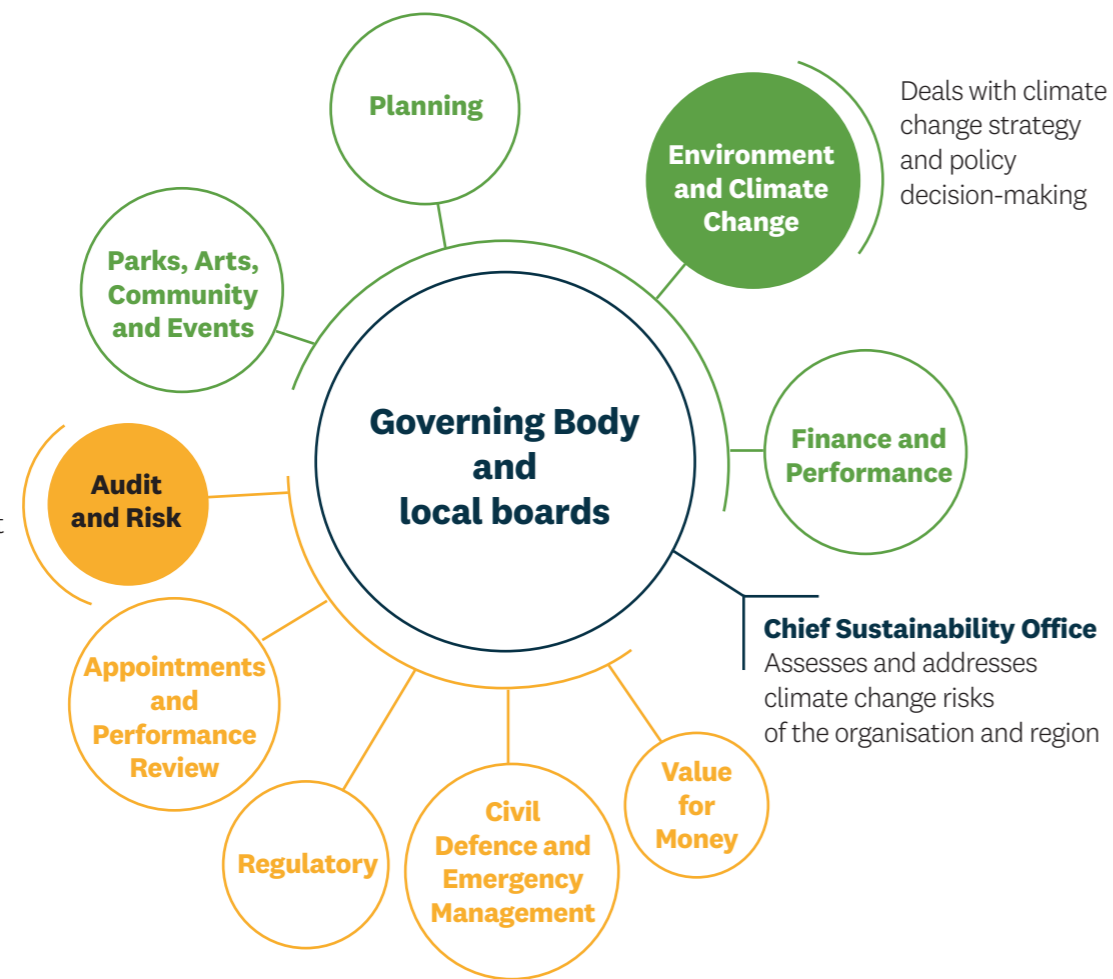 Planning
Environment
and Climate
Change
Deals with climate
change strategy
and policy
decision-making
Parks, Arts,
Community
and Events
Governing Body
and
local boards
Finance and
Performance
Audit
and Risk
Chief Sustainability Office
Assesses and addresses
climate change risks
of the organisation and region
Appointments
and
Performance
Review
Regulatory
Civil
Defence and
Emergency
Management
Value
for
Money